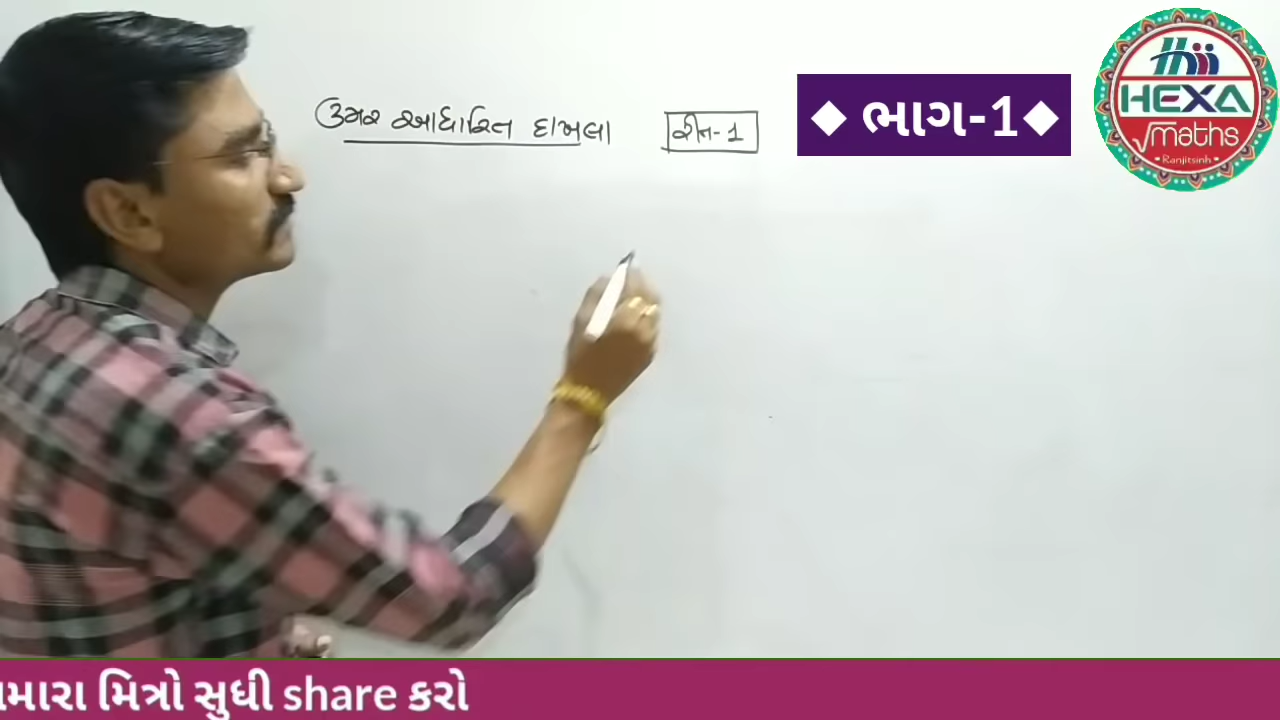 ઉંમર આધારિત દાખલા
રીત-1
◆ ભાગ-1◆
HEXA
√maths
• Ranjitsinh •
મારા મિત્રો સુધી share કરો